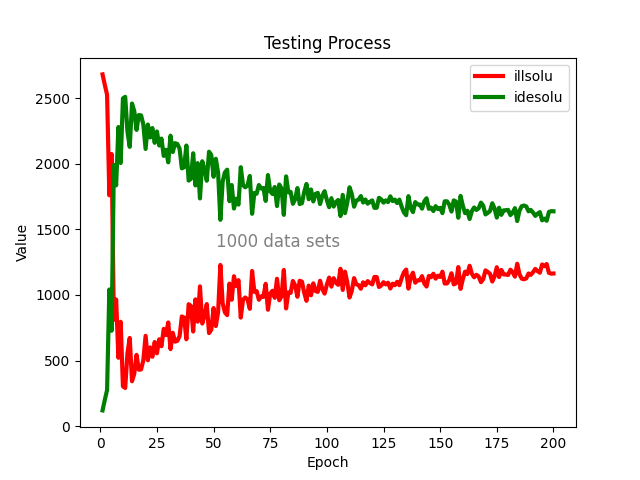 Testing Process
illsolu
idesolu
2500
2000
1500
1000
500
0
Value
1000 data sets
0 25 50 75 100 125 150 175 200
Epoch